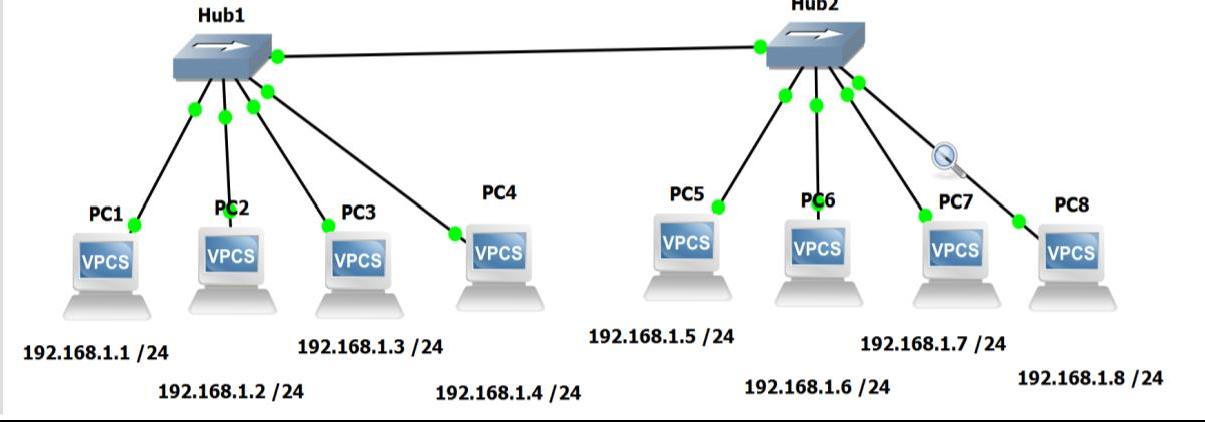 Hub1
Hub2
PC1
PC2
PC3
PC4
PC5
PC6
PC7
PC8
VPCS
VPCS
VPCS
VPCS
VPCS
VPCS
VPCS
VPCS
192.168.1.1 /24
192.168.1.2 /24
192.168.1.3 /24
192.168.1.4 /24
192.168.1.5 /24
192.168.1.6 /24
192.168.1.7 /24
192.168.1.8 /24